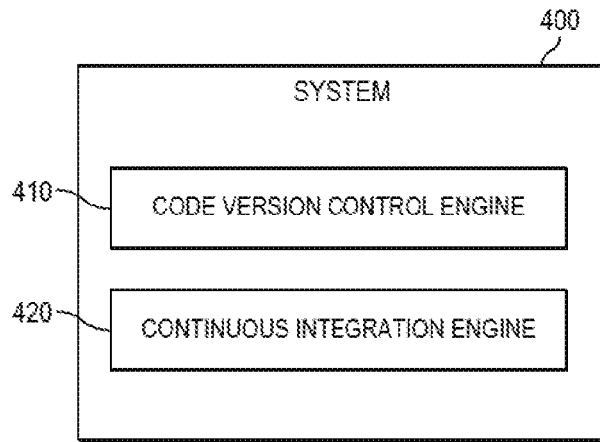 400
SYSTEM
410
CODE VERSION CONTROL ENGINE
420
CONTINUOUS INTEGRATION ENGINE